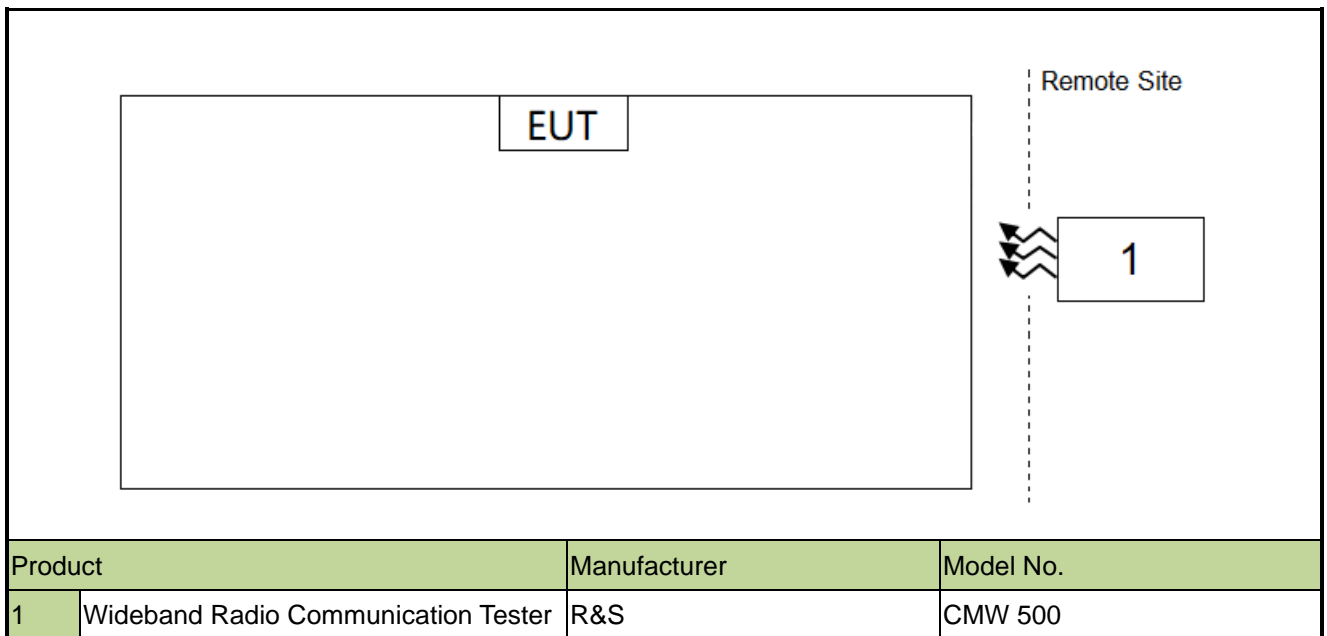 Remote Site
EUT
1
Product Manufacturer Model No.
1 Wideband Radio Communication Tester R&S CMW 500